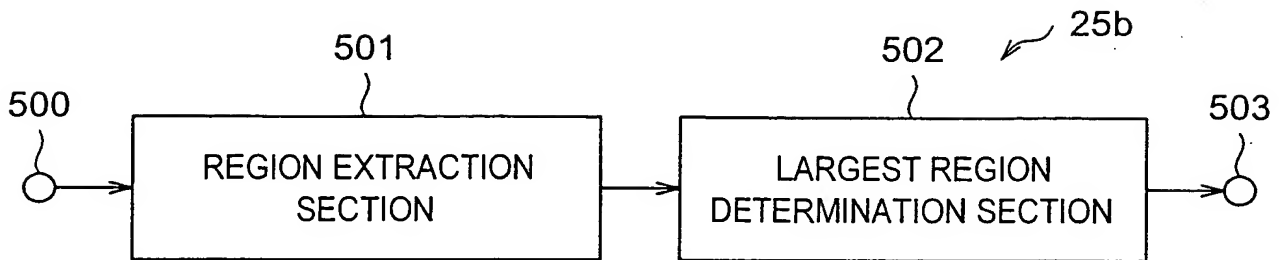 25b
501
502
500
503
REGION EXTRACTION
SECTION
LARGEST REGION
DETERMINATION SECTION